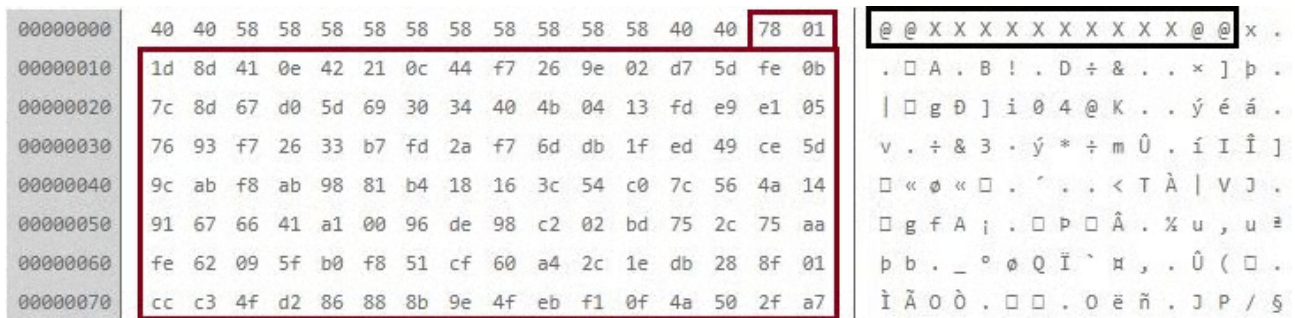 00000000 40 40 58 58 58 58 58 58 58 58 58 58 40 40 78 01 @ @ X X X X X X X X X X @ @ x .
00000010 1d 8d 41 0e 42 21 0c 44 f7 26 9e 02 d7 5d fe 0b . □ A . B ! . D ÷ & . . × ] þ .
00000020 7c 8d 67 d0 5d 69 30 34 40 4b 04 13 fd e9 e1 05 | □ g Ð ] i 0 4 @ K . . ý é á .
00000030 76 93 f7 26 33 b7 fd 2a f7 6d db 1f ed 49 ce 5d v . ÷ & 3 · ý * ÷ m Û . í I Î ]
00000040 9c ab f8 ab 98 81 b4 18 16 3c 54 c0 7c 56 4a 14 □ « ø « □ . ´ . . < T À | V J .
00000050 91 67 66 41 a1 00 96 de 98 c2 02 bd 75 2c 75 aa □ g f A ¡ . □ Þ □ Â . ½ u , u ª
00000060 fe 62 09 5f b0 f8 51 cf 60 a4 2c 1e db 28 8f 01 þ b . _ ° ø Q Ï ` ¤ , . Û ( □ .
00000070 cc c3 4f d2 86 88 8b 9e 4f eb f1 0f 4a 50 2f a7 Ì Ã O Ò . □ □ . O ë ñ . J P / §